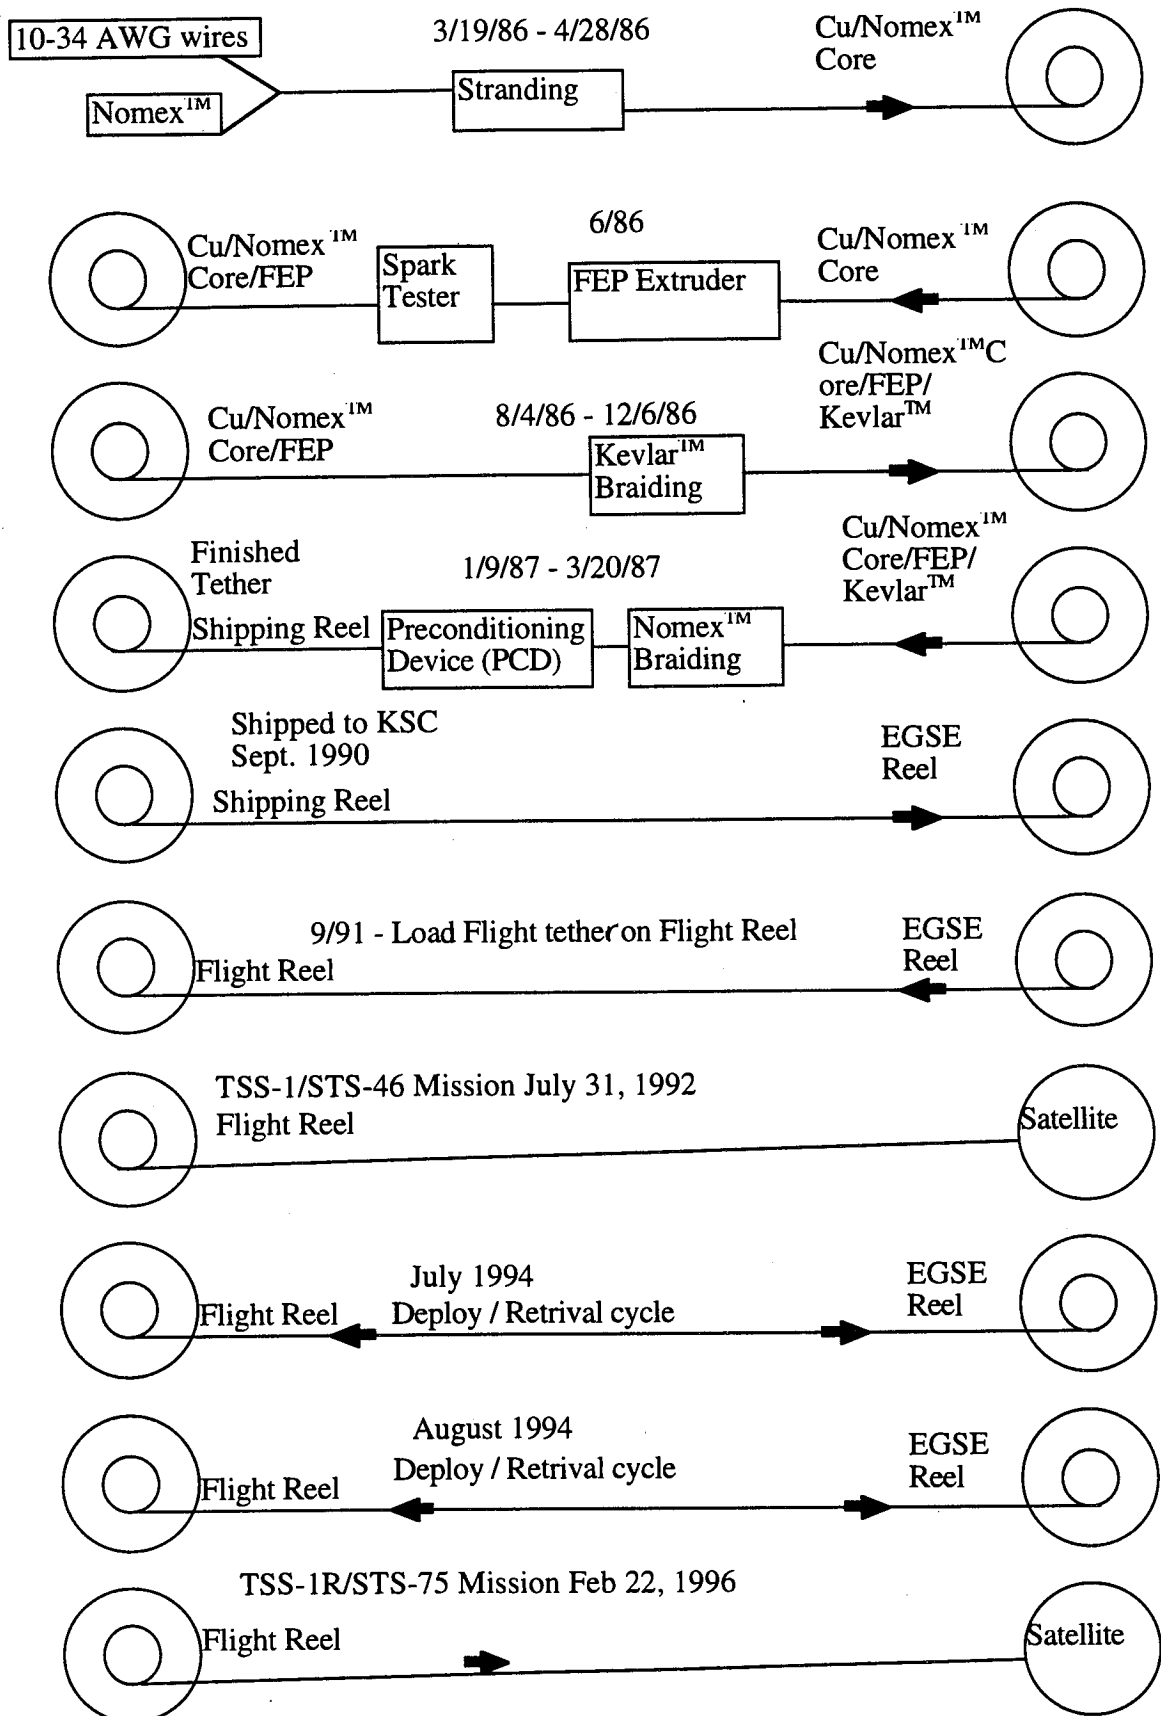 10-34 AWG wires
3/19/86 - 4/28/86
Cu/Nomex™
Core
Nomex™
Stranding
6/86
Cu/Nomex™
Core/FEP
Spark
Tester
FEP Extruder
Cu/Nomex™
Core
Cu/Nomex™
Core/FEP
8/4/86 - 12/6/86
Kevlar™
Braiding
Cu/Nomex™C
ore/FEP/
Kevlar™
Finished
Tether
Shipping Reel
1/9/87 - 3/20/87
Preconditioning
Device (PCD)
Nomex™
Braiding
Cu/Nomex™
Core/FEP/
Kevlar™
Shipped to KSC
Sept. 1990
Shipping Reel
EGSE
Reel
9/91 - Load Flight tether on Flight Reel
Flight Reel
EGSE
Reel
TSS-1/STS-46 Mission July 31, 1992
Flight Reel
Satellite
July 1994
Flight Reel
Deploy / Retrival cycle
EGSE
Reel
August 1994
Flight Reel
Deploy / Retrival cycle
EGSE
Reel
TSS-1R/STS-75 Mission Feb 22, 1996
Flight Reel
Satellite